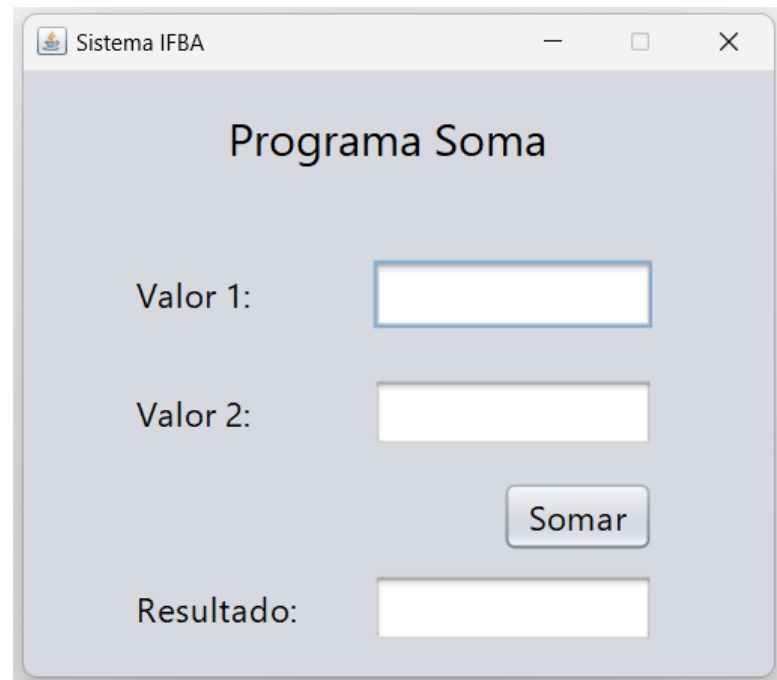 Sistema IFBA
Programa Soma
Valor 1:
Valor 2:
Somar
Resultado: